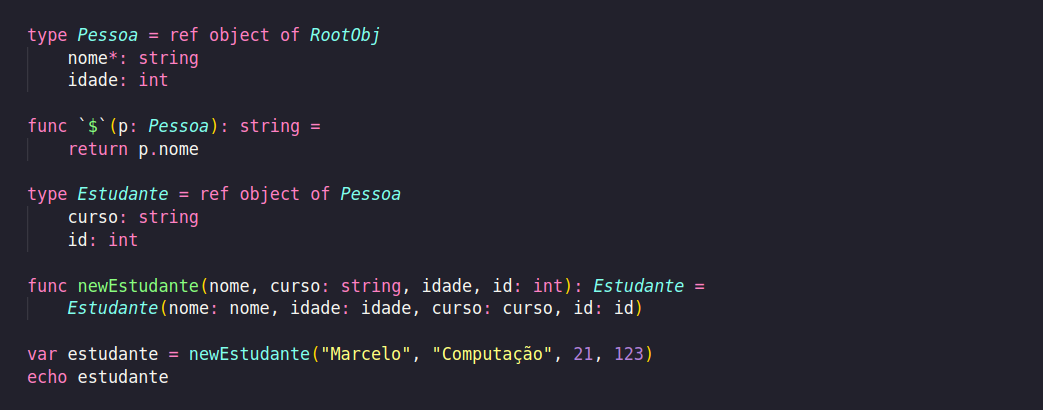 type Pessoa = ref object of RootObj
    nome*: string
    idade: int

func `$`(p: Pessoa): string =
    return p.nome

type Estudante = ref object of Pessoa
    curso: string
    id: int

func newEstudante(nome, curso: string, idade, id: int): Estudante =
    Estudante(nome: nome, idade: idade, curso: curso, id: id)

var estudante = newEstudante("Marcelo", "Computação", 21, 123)
echo estudante